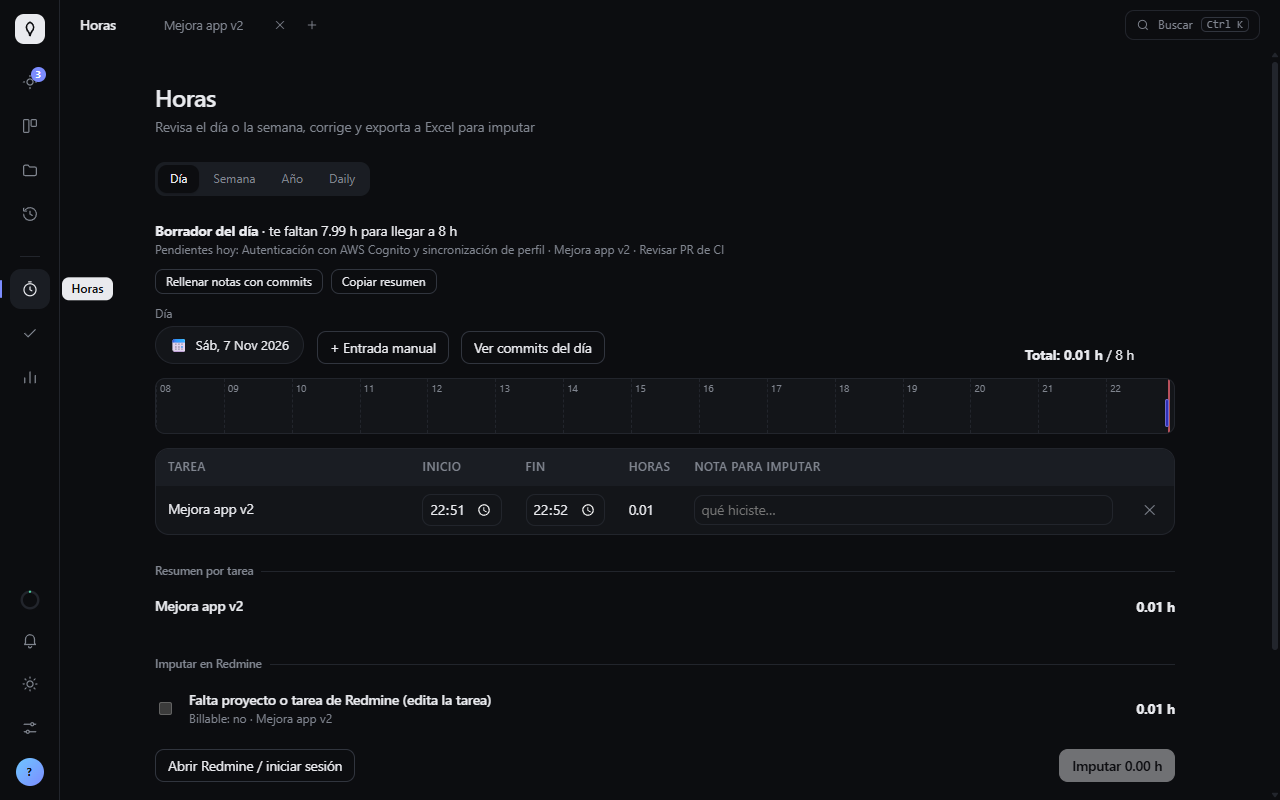 Horas
Mejora app v2
Buscar Ctrl K
3
Horas
Revisa el día o la semana, corrige y exporta a Excel para imputar
Día Semana Año Daily
Borrador del día · te faltan 7.99 h para llegar a 8 h
Pendientes hoy: Autenticación con AWS Cognito y sincronización de perfil · Mejora app v2 · Revisar PR de CI
Rellenar notas con commits Copiar resumen
Horas
Día
Sáb, 7 Nov 2026 + Entrada manual Ver commits del día
Total: 0.01 h / 8 h
08 09 10 11 12 13 14 15 16 17 18 19 20 21 22
TAREA INICIO FIN HORAS NOTA PARA IMPUTAR
Mejora app v2 22:51 22:52 0.01 qué hiciste...
Resumen por tarea
Mejora app v2 0.01 h
Imputar en Redmine
Falta proyecto o tarea de Redmine (edita la tarea)
Billable: no · Mejora app v2
0.01 h
Abrir Redmine / iniciar sesión Imputar 0.00 h
?